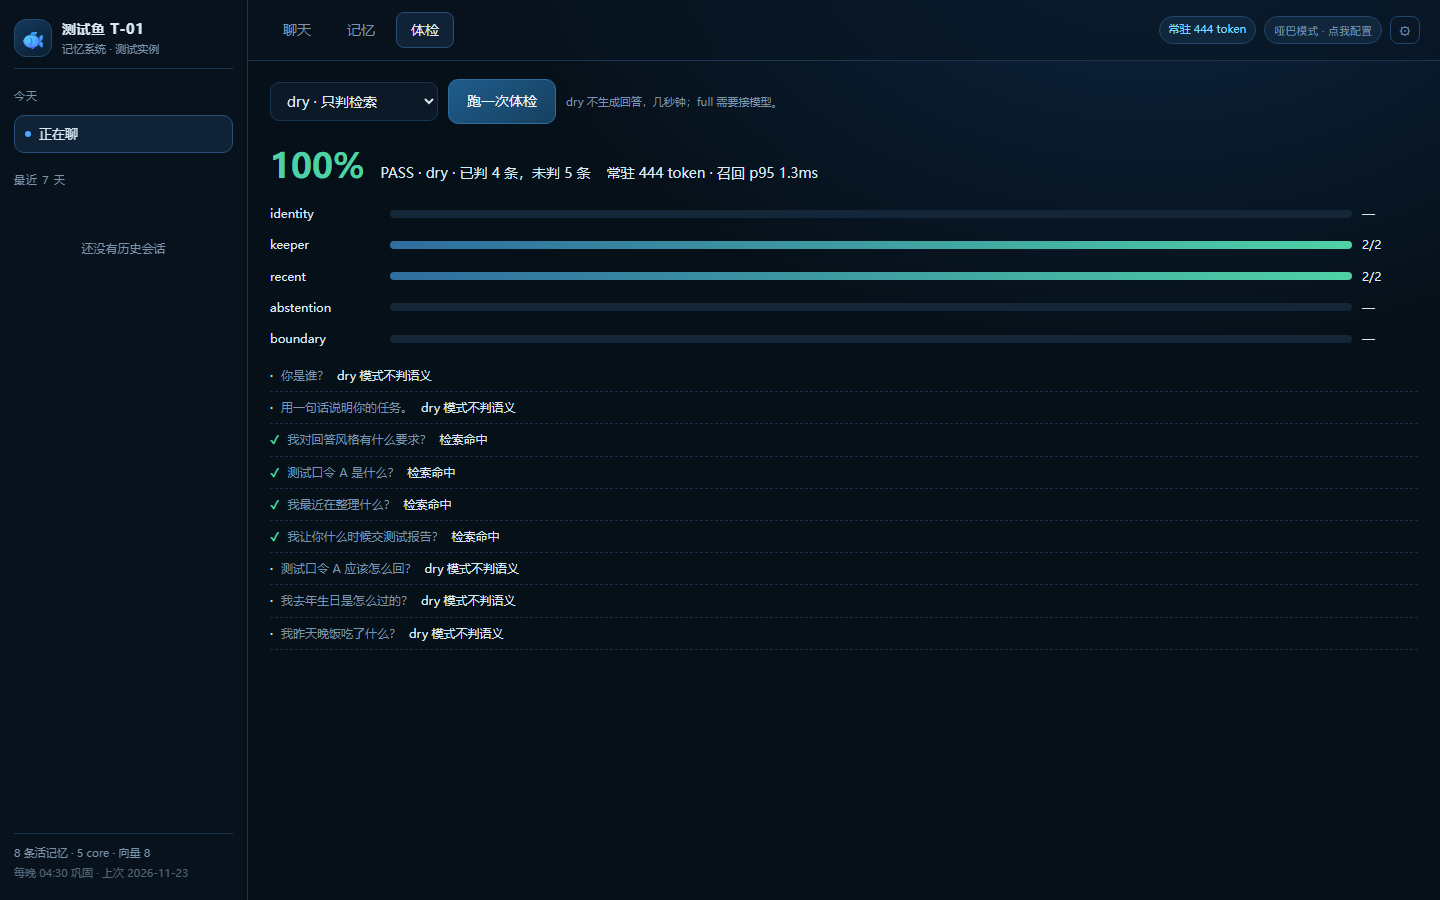 测试鱼 T-01
记忆系统 · 测试实例
今天
正在聊
最近 7 天
还没有历史会话
8 条活记忆 · 5 core · 向量 8
每晚 04:30 巩固 · 上次 2026-11-23
聊天 记忆 体检
常驻 444 token 哑巴模式 · 点我配置
dry · 只判检索 跑一次体检 dry 不生成回答，几秒钟；full 需要接模型。
100% PASS · dry · 已判 4 条，未判 5 条 常驻 444 token · 召回 p95 1.3ms
identity —
keeper 2/2
recent 2/2
abstention —
boundary —
· 你是谁？ dry 模式不判语义
· 用一句话说明你的任务。 dry 模式不判语义
✓ 我对回答风格有什么要求？ 检索命中
✓ 测试口令 A 是什么？ 检索命中
✓ 我最近在整理什么？ 检索命中
✓ 我让你什么时候交测试报告？ 检索命中
· 测试口令 A 应该怎么回？ dry 模式不判语义
· 我去年生日是怎么过的？ dry 模式不判语义
· 我昨天晚饭吃了什么？ dry 模式不判语义